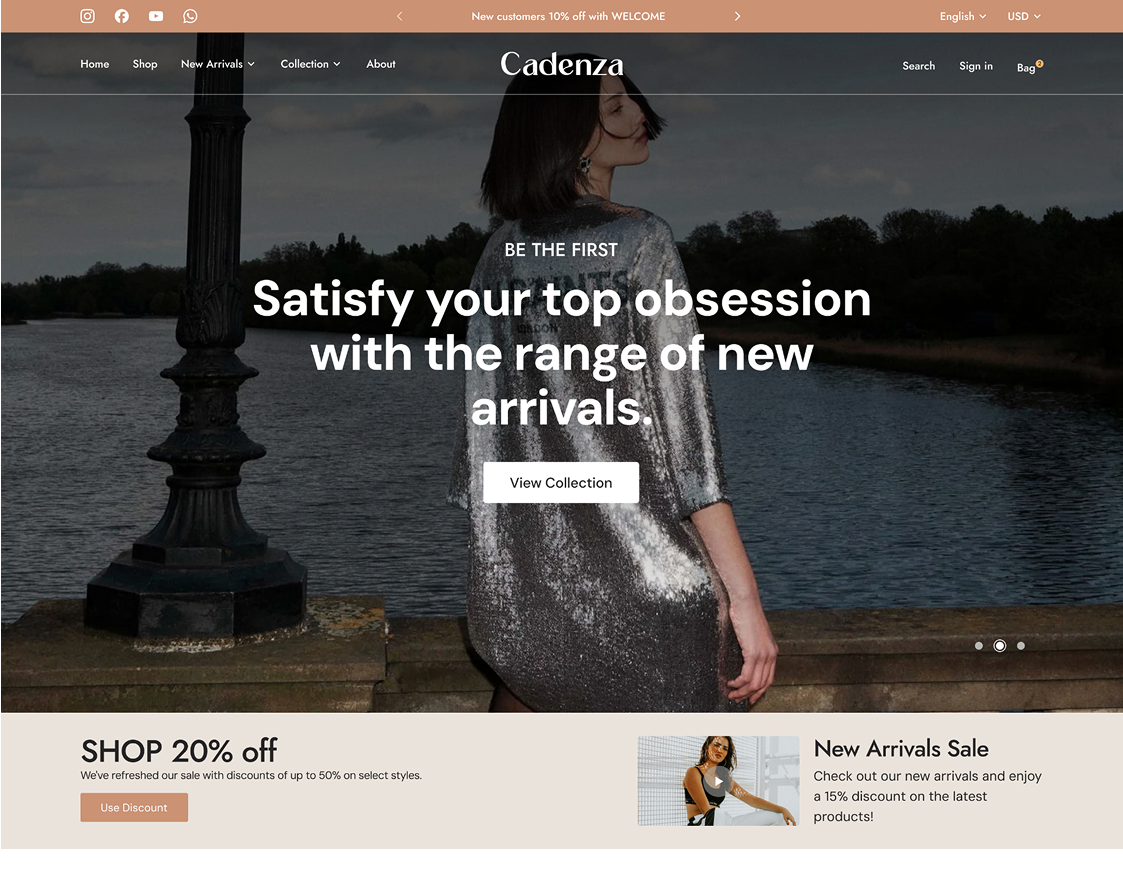 New customers 10% off with WELCOME
English
USD
Home
Shop
New Arrivals
Collection
About
Cadenza
Search
Sign in
Bag
2
BE THE FIRST
Satisfy your top obsession
with the range of new
arrivals.
View Collection
SHOP 20% off
We've refreshed our sale with discounts of up to 50% on select styles.
Use Discount
New Arrivals Sale
Check out our new arrivals and enjoy
a 15% discount on the latest
products!